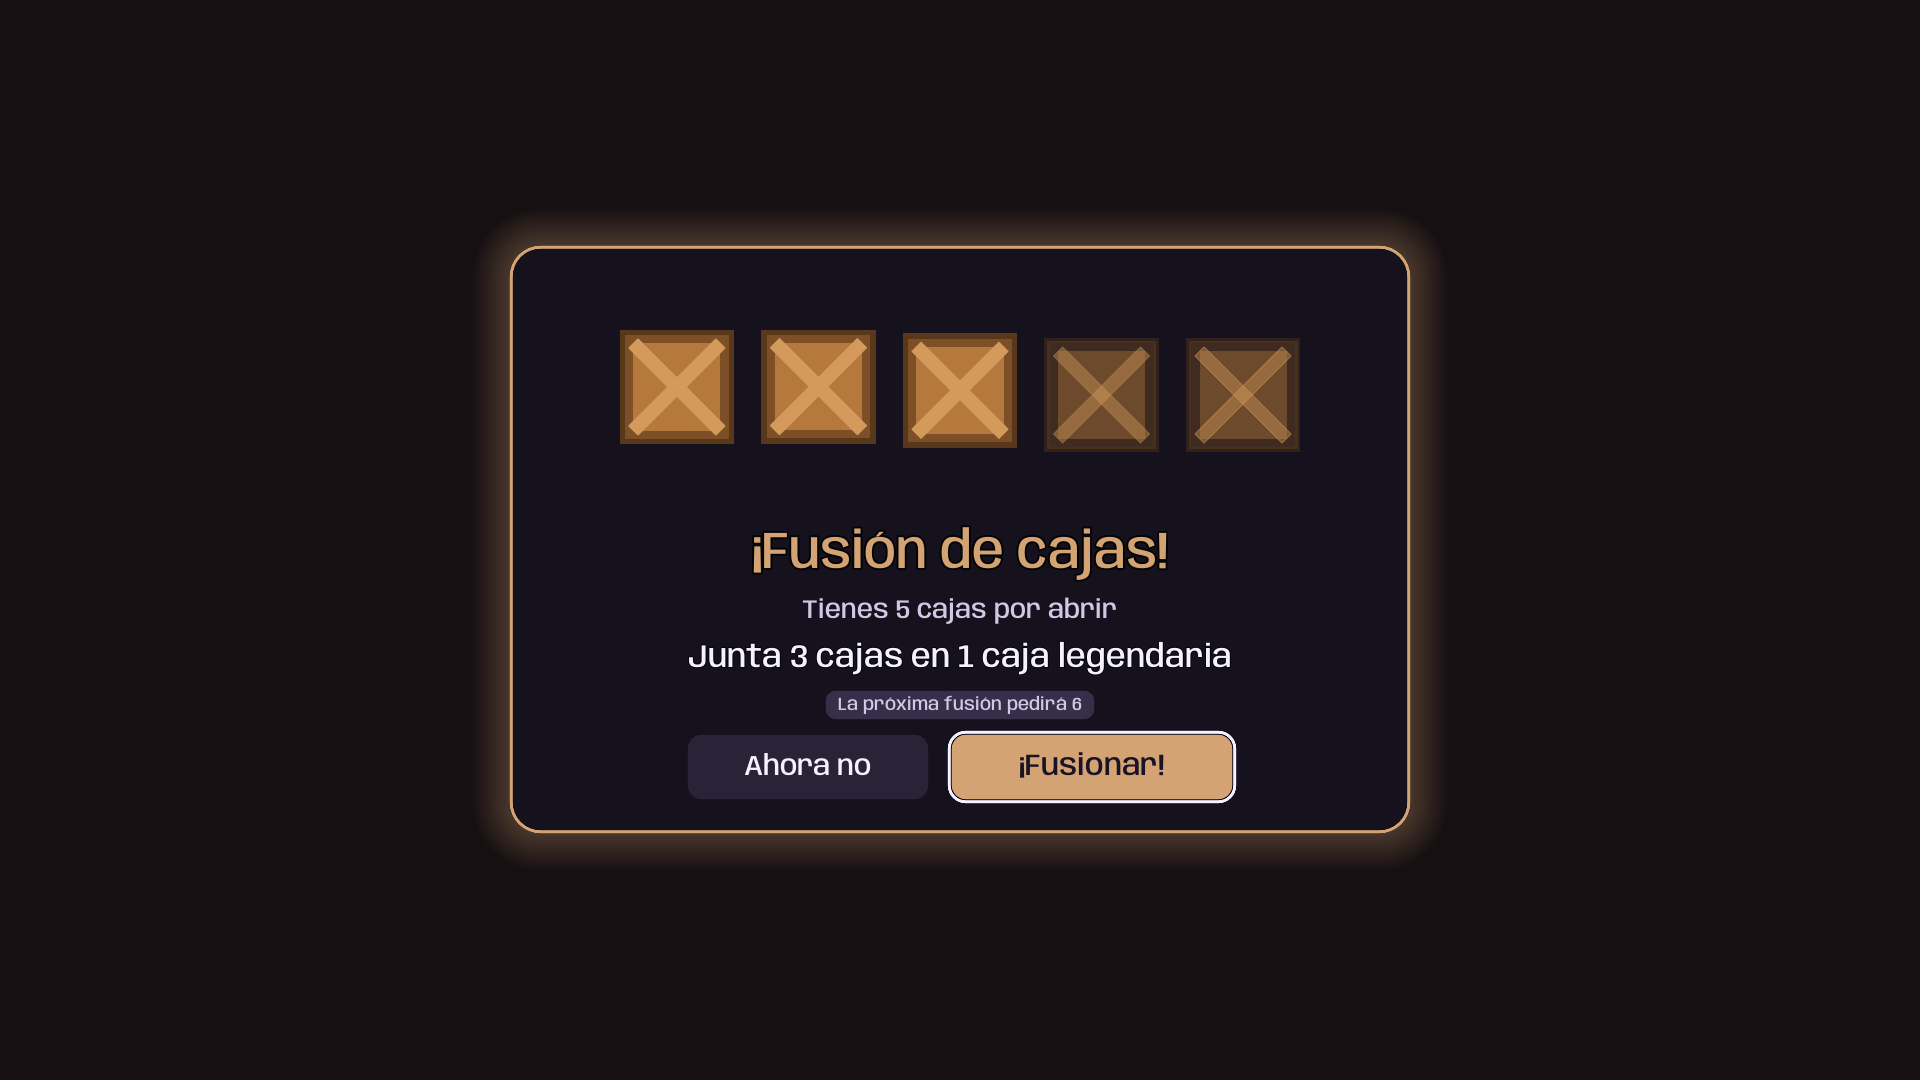 ¡Fusión de cajas!
Tienes 5 cajas por abrir
Junta 3 cajas en 1 caja legendaria
La próxima fusión pedirá 6
Ahora no
¡Fusionar!